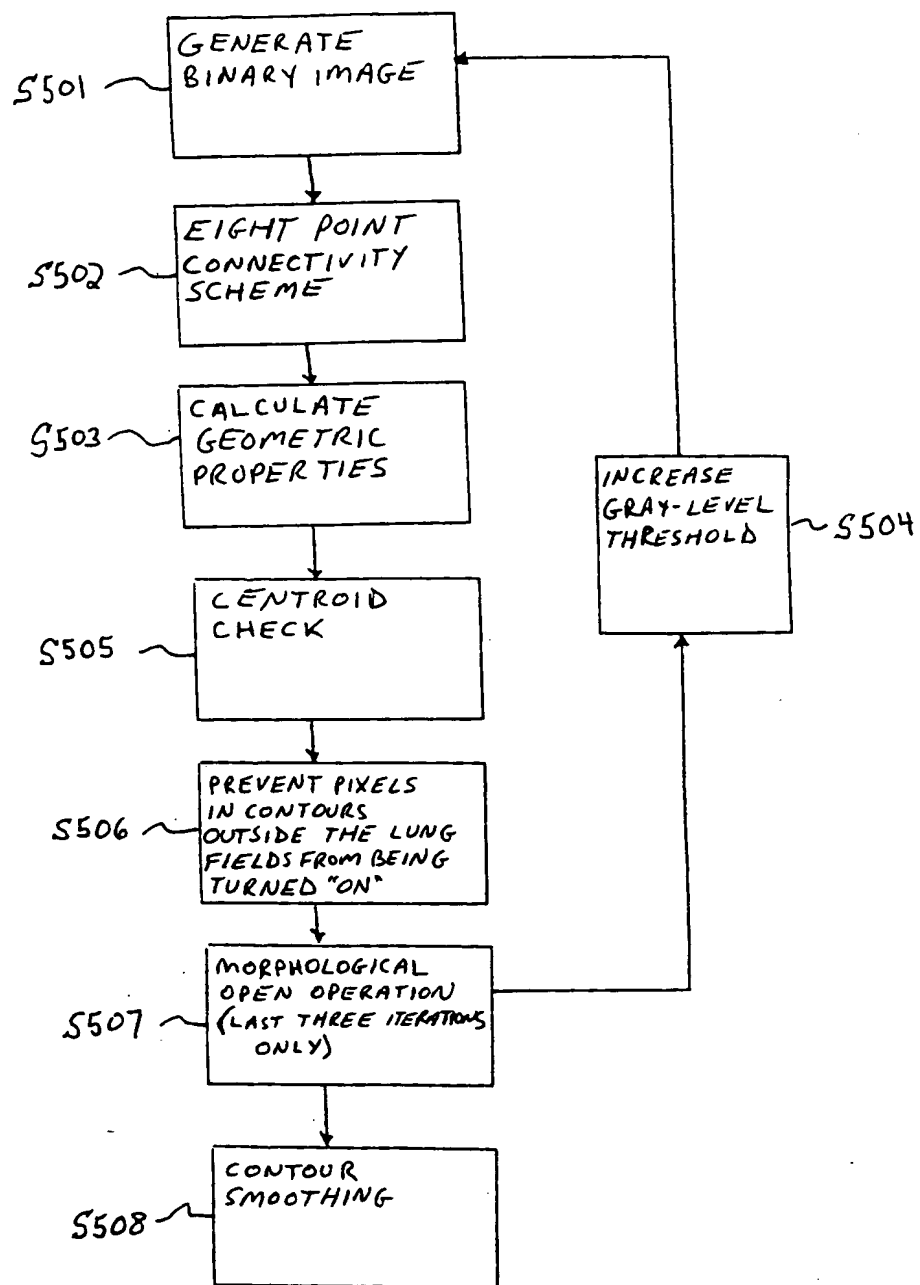 GENERATE
BINARY IMAGE
S501
EIGHT POINT
CONNECTIVITY
SCHEME
S502
CALCULATE
GEOMETRIC
PROPERTIES
S503
INCREASE
GRAY-LEVEL
THRESHOLD
S504
CENTROID
CHECK
S505
PREVENT PIXELS
IN CONTOURS
OUTSIDE THE LUNG
FIELDS FROM BEING
TURNED "ON"
S506
MORPHOLOGICAL
OPEN OPERATION
(LAST THREE ITERATIONS
ONLY)
S507
CONTOUR
SMOOTHING
S508